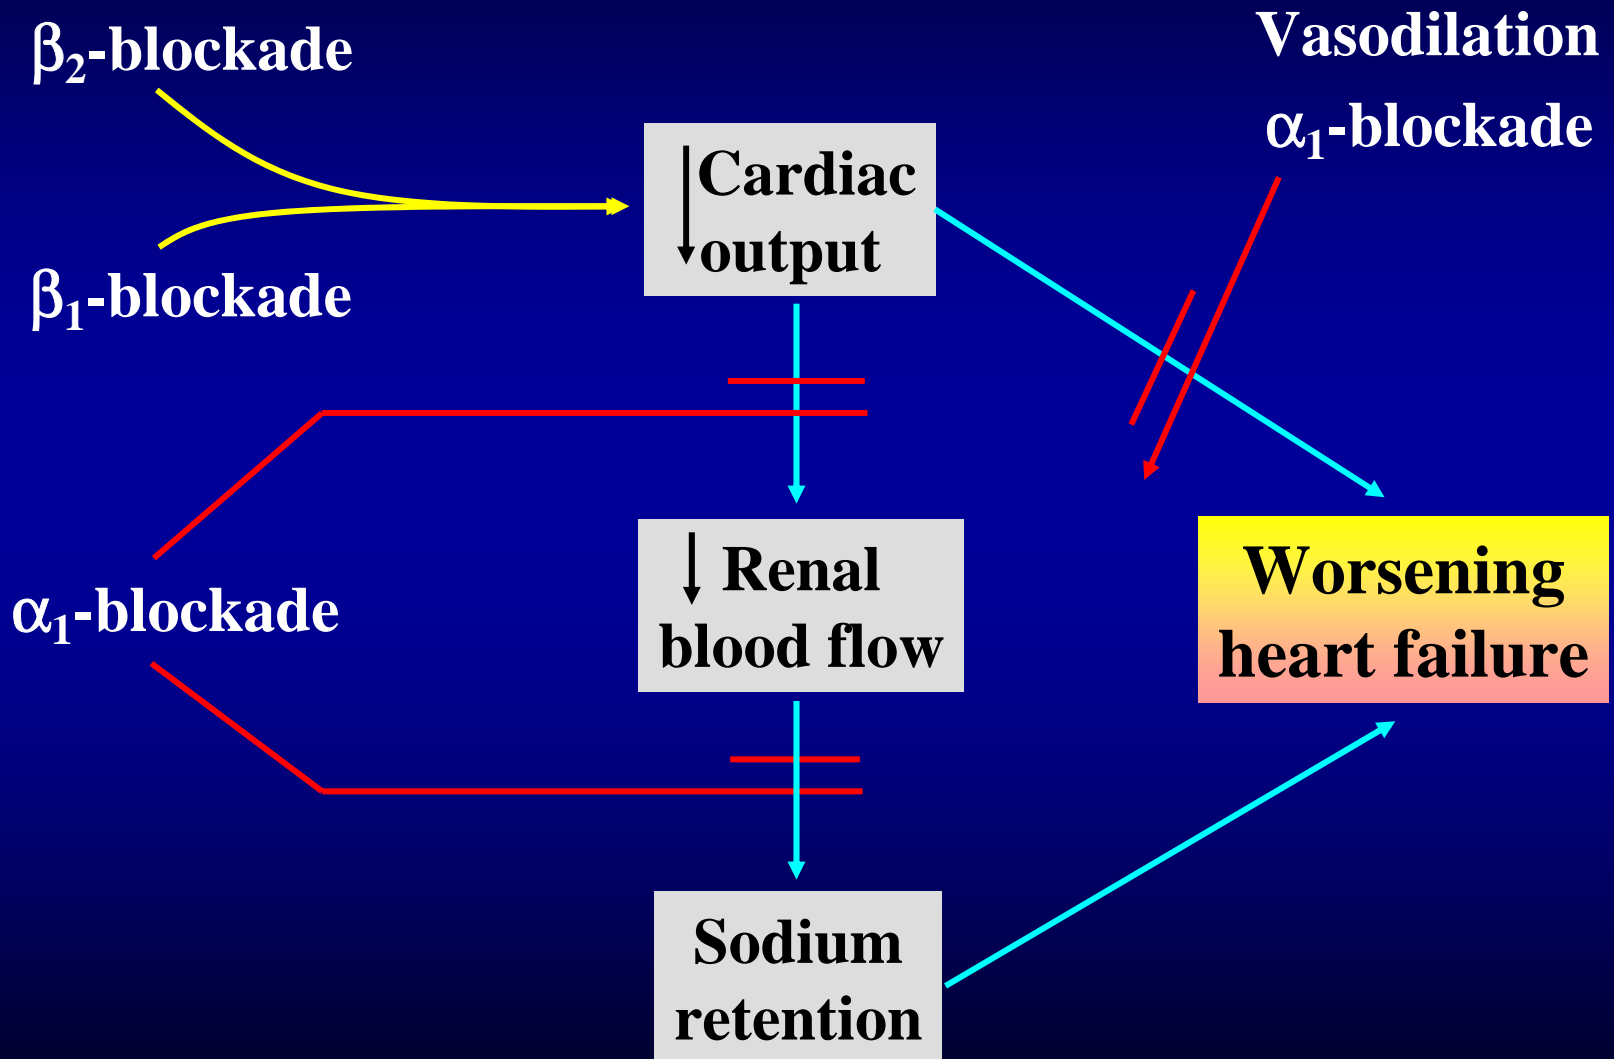 β₂-blockade
Vasodilation
α₁-blockade
Cardiac
output
β₁-blockade
Renal
blood flow
α₁-blockade
Worsening
heart failure
Sodium
retention